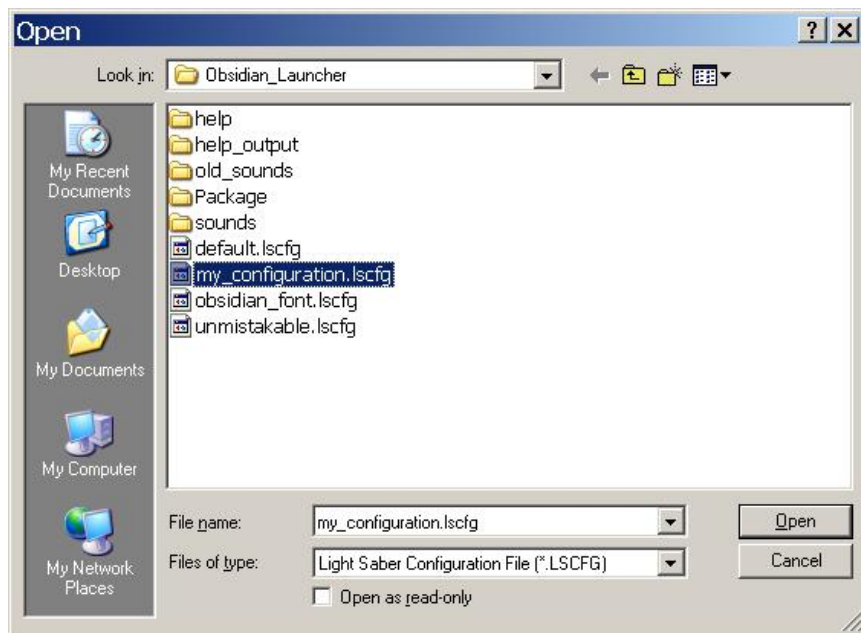 Open
Look in:
Obsidian_Launcher
My Recent
Documents
Desktop
My Documents
My Computer
My Network
Places
help
help_output
old_sounds
Package
sounds
default.lscfg
my_configuration.lscfg
obsidian_font.lscfg
unmistakable.lscfg
File name:
my_configuration.lscfg
Open
Files of type:
Light Saber Configuration File (*.LSCFG)
Cancel
Open as read-only